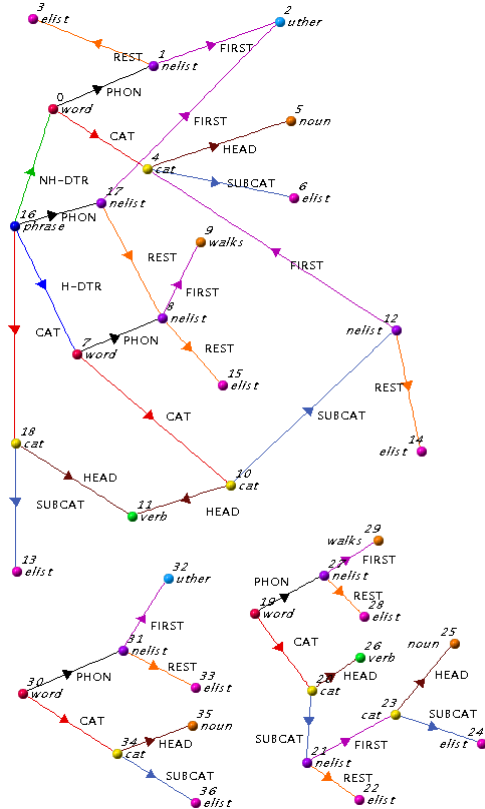 3
elist
2
uther
REST
FIRST
1
nelist
PHON
0
word
FIRST
5
noun
CAT
HEAD
4
cat
SUBCAT
6
elist
NH-DTR
17
nelist
16
PHON
phrase
9
walks
REST
FIRST
H-DTR
FIRST
8
nelist
12
nelist
CAT
PHON
7
word
REST
15
elist
REST
CAT
SUBCAT
14
elist
18
cat
HEAD
10
cat
SUBCAT
11
verb
HEAD
13
elist
32
uther
29
walks
27
nelist
FIRST
PHON
REST
28
elist
19
word
FIRST
31
nelist
REST
33
elist
PHON
30
word
CAT
26
verb
25
noun
HEAD
cat
23
cat
HEAD
CAT
35
noun
34
cat
HEAD
SUBCAT
24
elist
SUBCAT
21
nelist
FIRST
SUBCAT
36
elist
REST
22
elist